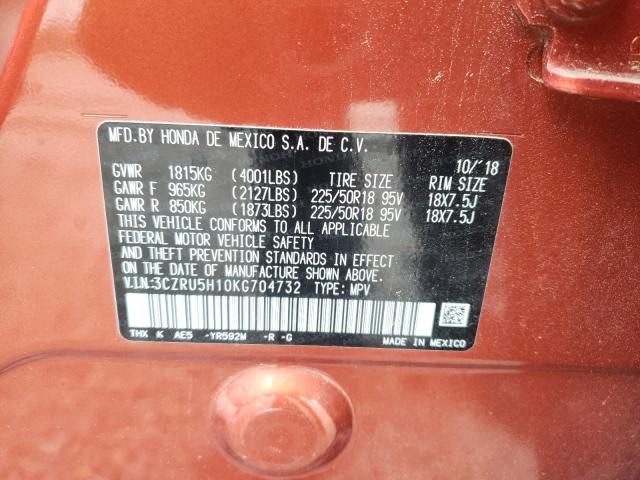 MFD.BY HONDA DE MEXICO S.A. DE C.V.
10/'18
GVWR 1815KG (4001LBS) TIRE SIZE RIM SIZE
GAWR F 965KG (2127LBS) 225/50R18 95V 18X7.5J
GAWR R 850KG (1873LBS) 225/50R18 95V 18X7.5J
THIS VEHICLE CONFORMS TO ALL APPLICABLE
FEDERAL MOTOR VEHICLE SAFETY
AND THEFT PREVENTION STANDARDS IN EFFECT
ON THE DATE OF MANUFACTURE SHOWN ABOVE.
V.I.N.:3CZRU5H10KG704732 TYPE: MPV
THX K AE5 -YR592M -R -G
MADE IN MEXICO